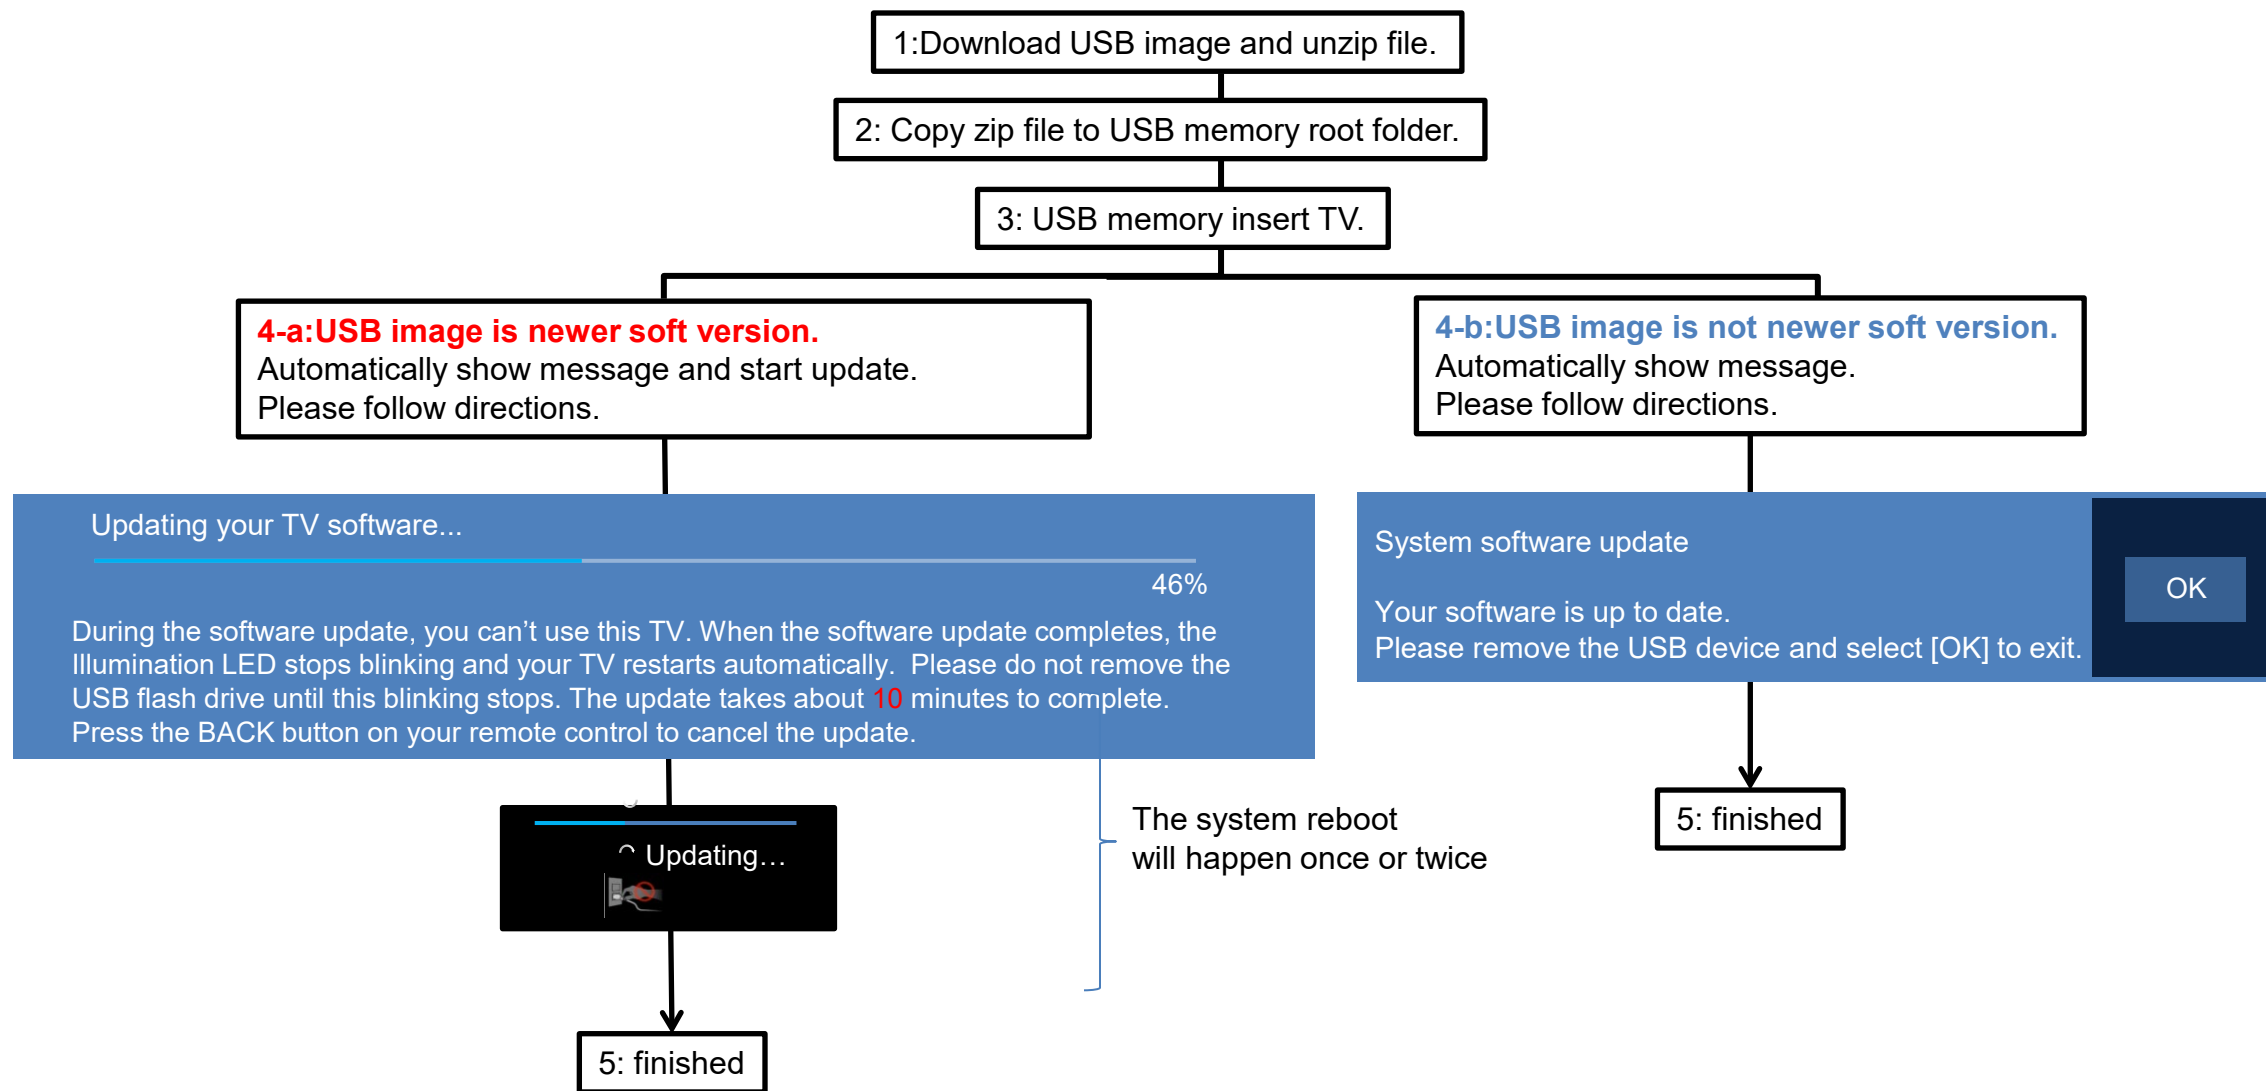 1:Download USB image and unzip file.
2: Copy zip file to USB memory root folder.
3: USB memory insert TV.
4-a:USB image is newer soft version.
Automatically show message and start update.
Please follow directions.
4-b:USB image is not newer soft version.
Automatically show message.
Please follow directions.
Updating your TV software...
46%
During the software update, you can’t use this TV. When the software update completes, the
Illumination LED stops blinking and your TV restarts automatically.  Please do not remove the
USB flash drive until this blinking stops. The update takes about 10 minutes to complete.
Press the BACK button on your remote control to cancel the update.
System software update
Your software is up to date.
Please remove the USB device and select [OK] to exit.
OK
Updating…
The system reboot
will happen once or twice
5: finished
5: finished